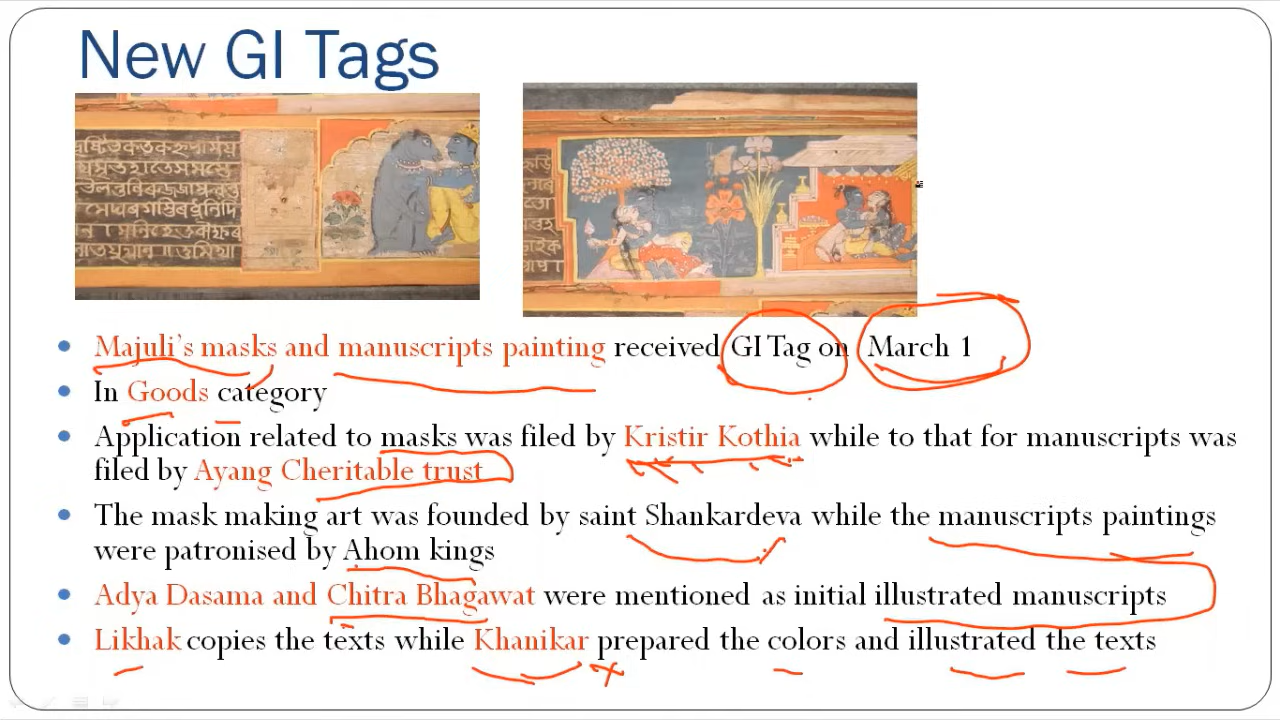 New GI Tags
Majuli's masks and manuscripts painting received GI Tag on March 1
In Goods category
Application related to masks was filed by Kristir Kothia while to that for manuscripts was
filed by Ayang Cheritable trust
The mask making art was founded by saint Shankardeva while the manuscripts paintings
were patronised by Ahom kings
Adya Dasama and Chitra Bhagawat were mentioned as initial illustrated manuscripts
Likhak copies the texts while Khanikar prepared the colors and illustrated the texts